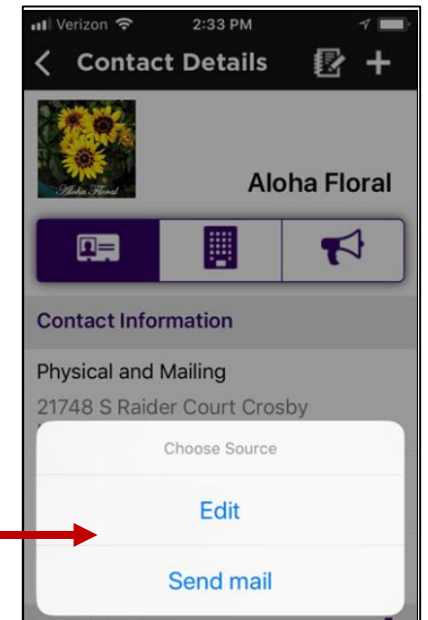 Verizon 2:33 PM
Contact Details
Aloha Floral
Aloha Floral
Contact Information
Physical and Mailing
21748 S Raider Court Crosby
Choose Source
Edit
Send mail